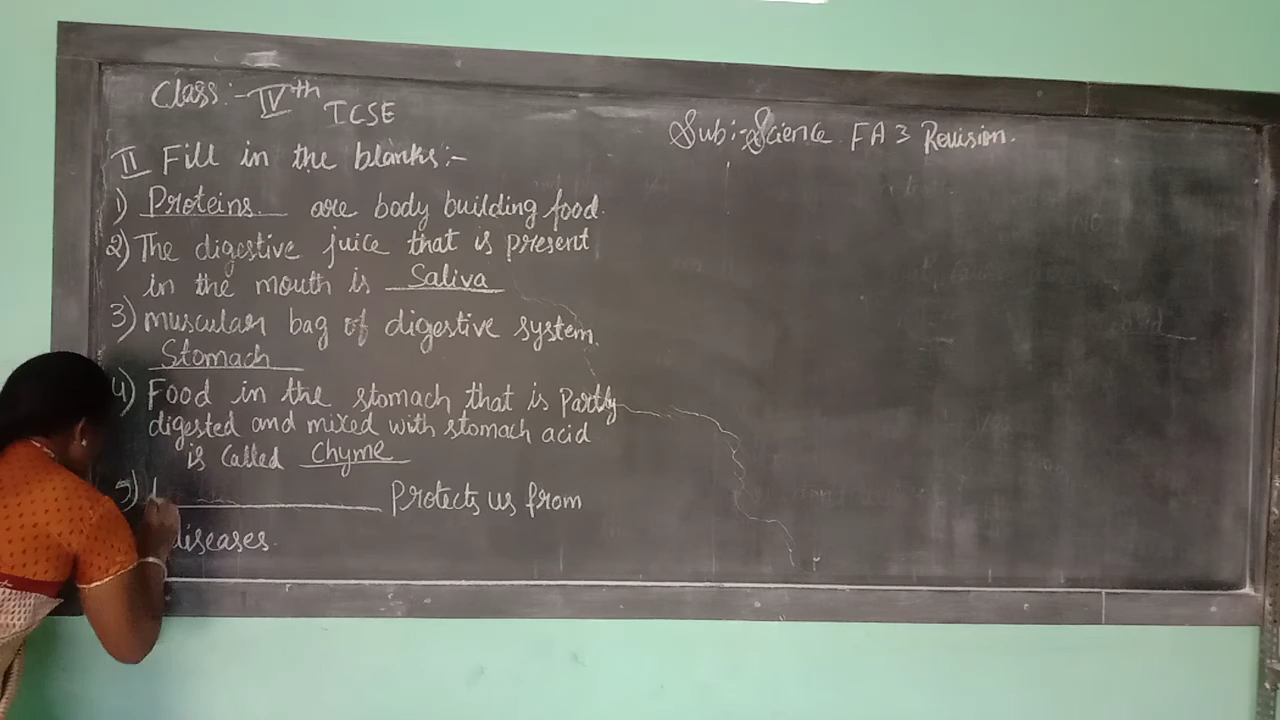 Class:- IVth
ICSE
Sub:- Science FA 3 Revision.
II Fill in the blanks:-
1) Proteins are body building food.
2) The digestive juice that is present
in the mouth is Saliva
3) muscular bag of digestive system.
Stomach
4) Food in the stomach that is Partly
digested and mixed with stomach acid
is called Chyme
5) ____________ Protects us from
diseases.